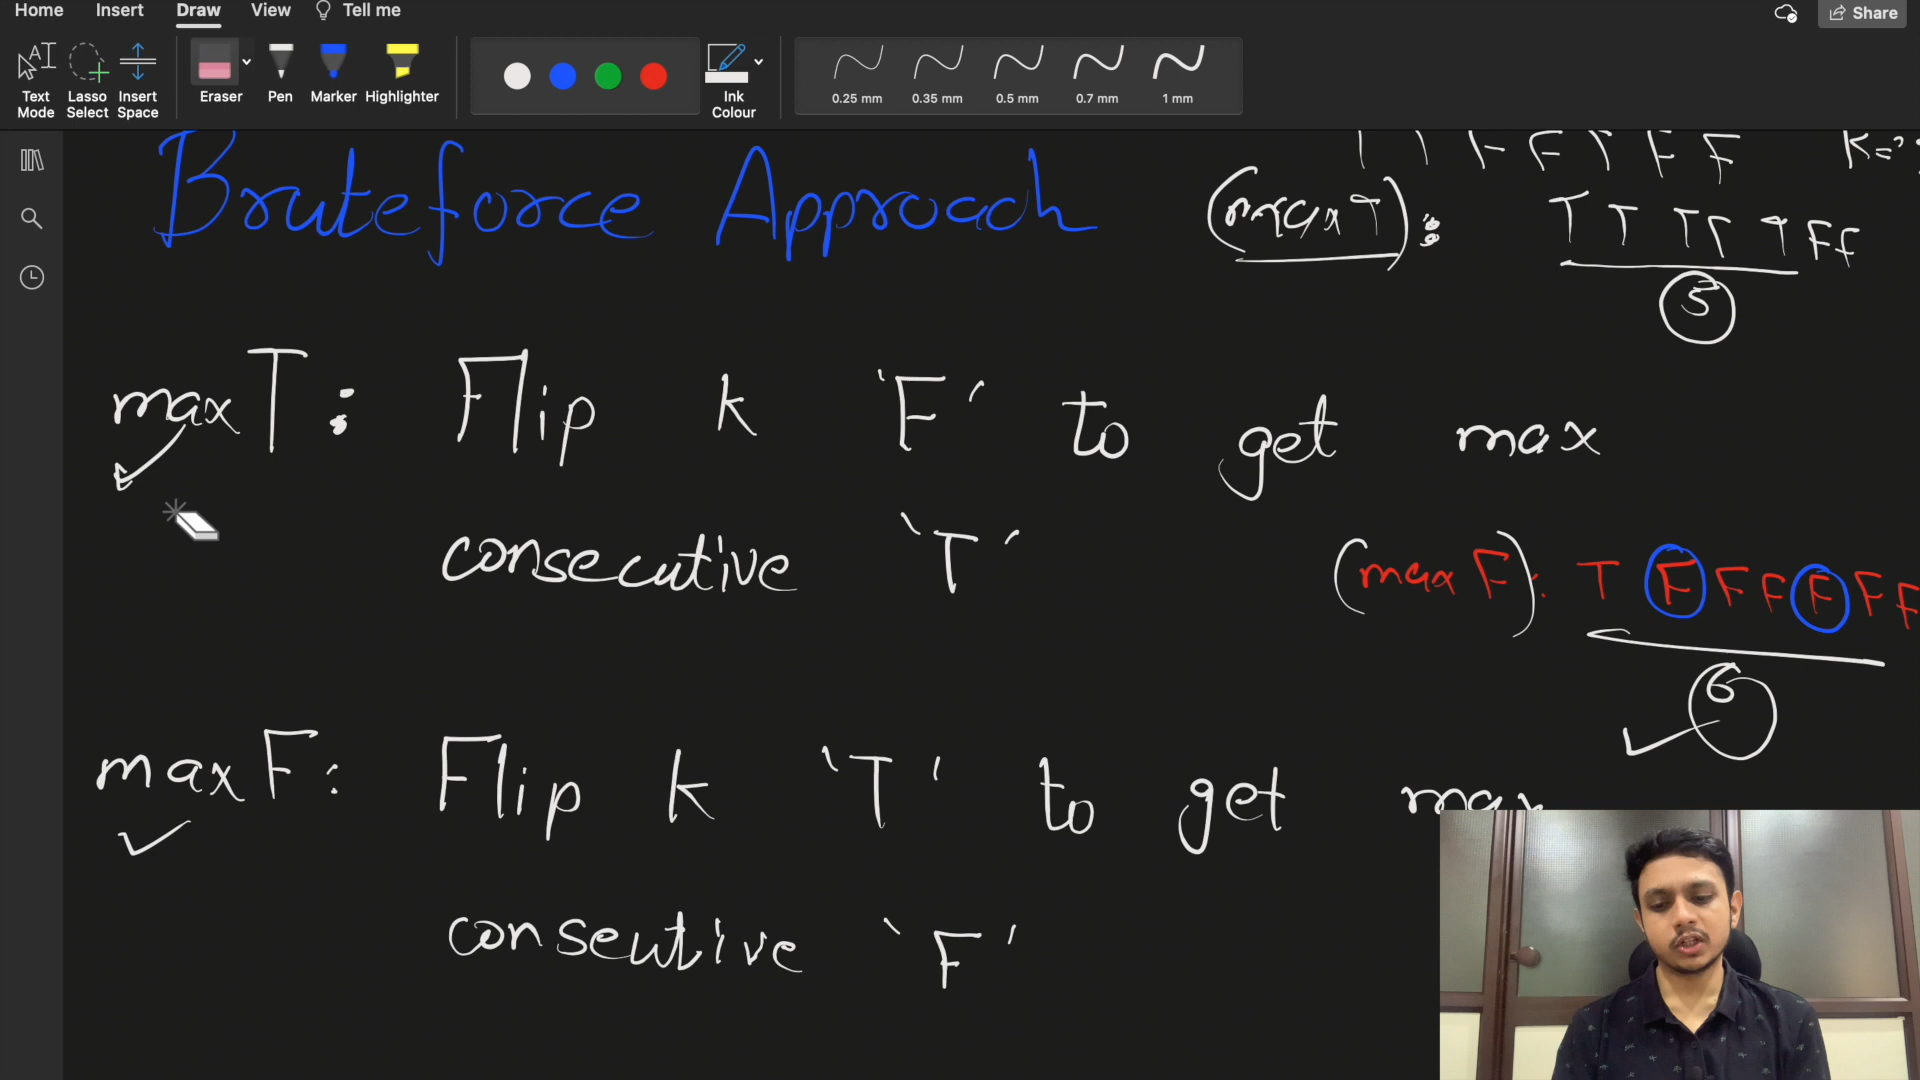 Home Insert Draw View Tell me Share
Text Mode
Lasso Select
Insert Space
Eraser
Pen
Marker
Highlighter
Ink Colour
0.25 mm
0.35 mm
0.5 mm
0.7 mm
1 mm
Bruteforce Approach
(maxT): T T T T T F F
5
maxT: Flip k 'F' to get max
consecutive 'T'
(maxF): T F F F F F F
6
maxF: Flip k 'T' to get max
conseutive 'F'